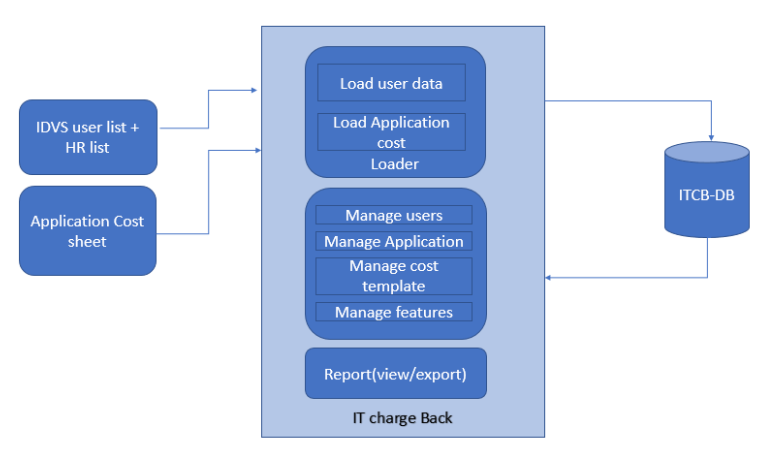 IDVS user list +
HR list
Application Cost
sheet
Load user data
Load Application
cost
Loader
Manage users
Manage Application
Manage cost
template
Manage features
Report(view/export)
IT charge Back
ITCB-DB